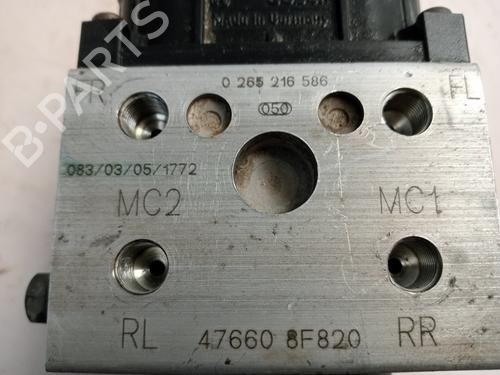 Made in Germany
0 265 216 586
FL
050
083/03/05/1772
MC2
MC1
RL
47660 8F820
RR
B-PARTS